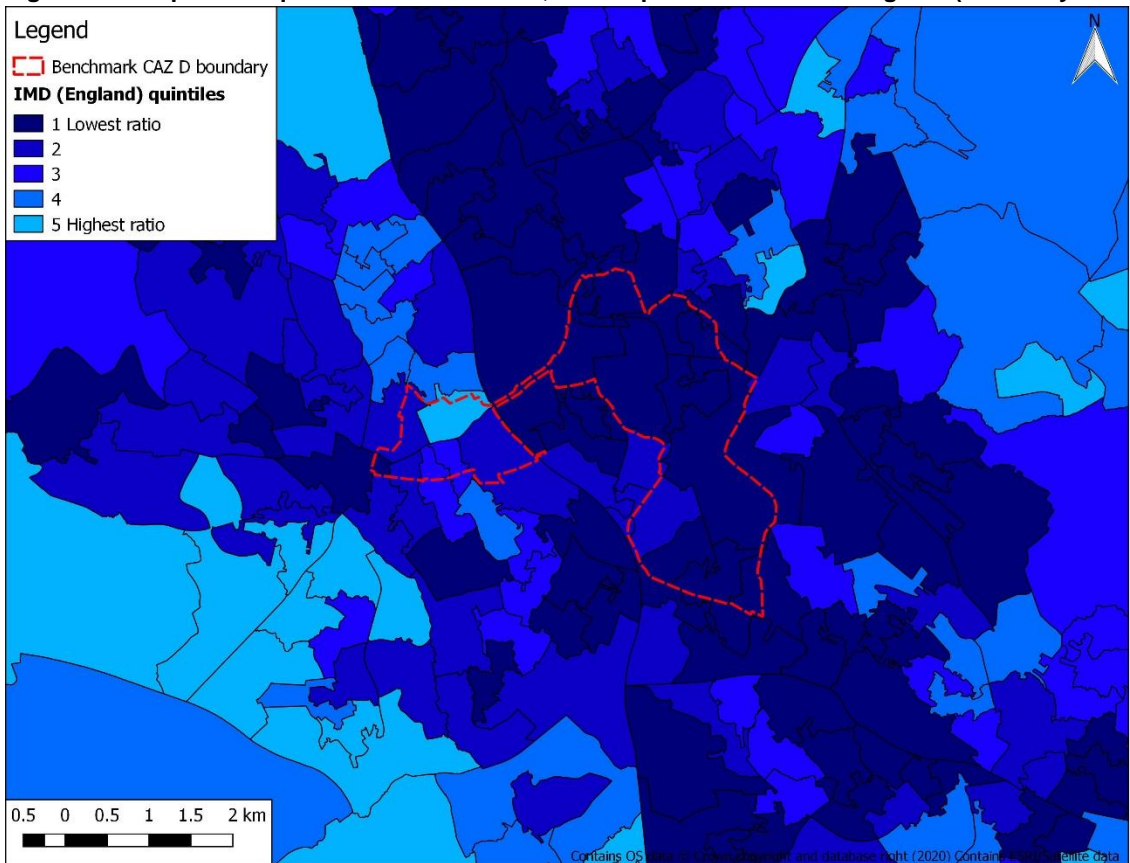 Legend
N
Benchmark CAZ D boundary
IMD (England) quintiles
1 Lowest ratio
2
3
4
5 Highest ratio
0.5 0 0.5 1 1.5 2 km
Contains OS data © Crown copyright and database right (2020) Contains
data